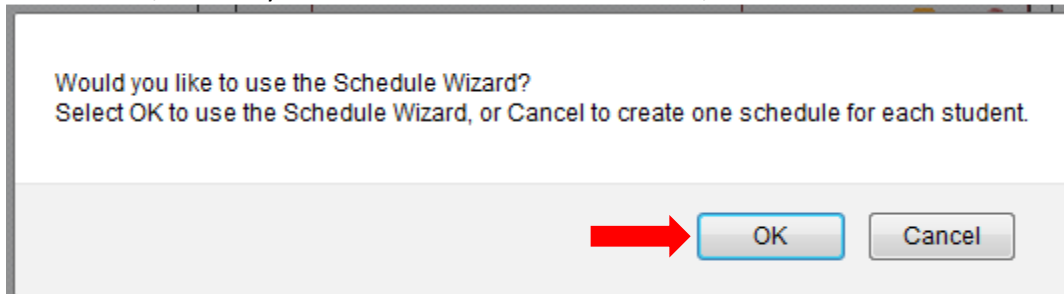 Would you like to use the Schedule Wizard?
Select OK to use the Schedule Wizard, or Cancel to create one schedule for each student.
OK Cancel